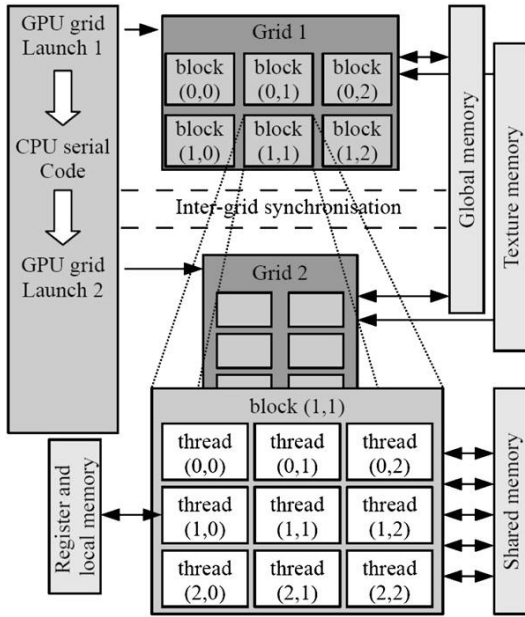 GPU grid
Launch 1
CPU serial
Code
GPU grid
Launch 2
Grid 1
block
(0,0)
block
(0,1)
block
(0,2)
block
(1,0)
block
(1,1)
block
(1,2)
Inter-grid synchronisation
Grid 2
block (1,1)
thread
(0,0)
thread
(0,1)
thread
(0,2)
thread
(1,0)
thread
(1,1)
thread
(1,2)
thread
(2,0)
thread
(2,1)
thread
(2,2)
Register and
local memory
Global memory
Texture memory
Shared memory